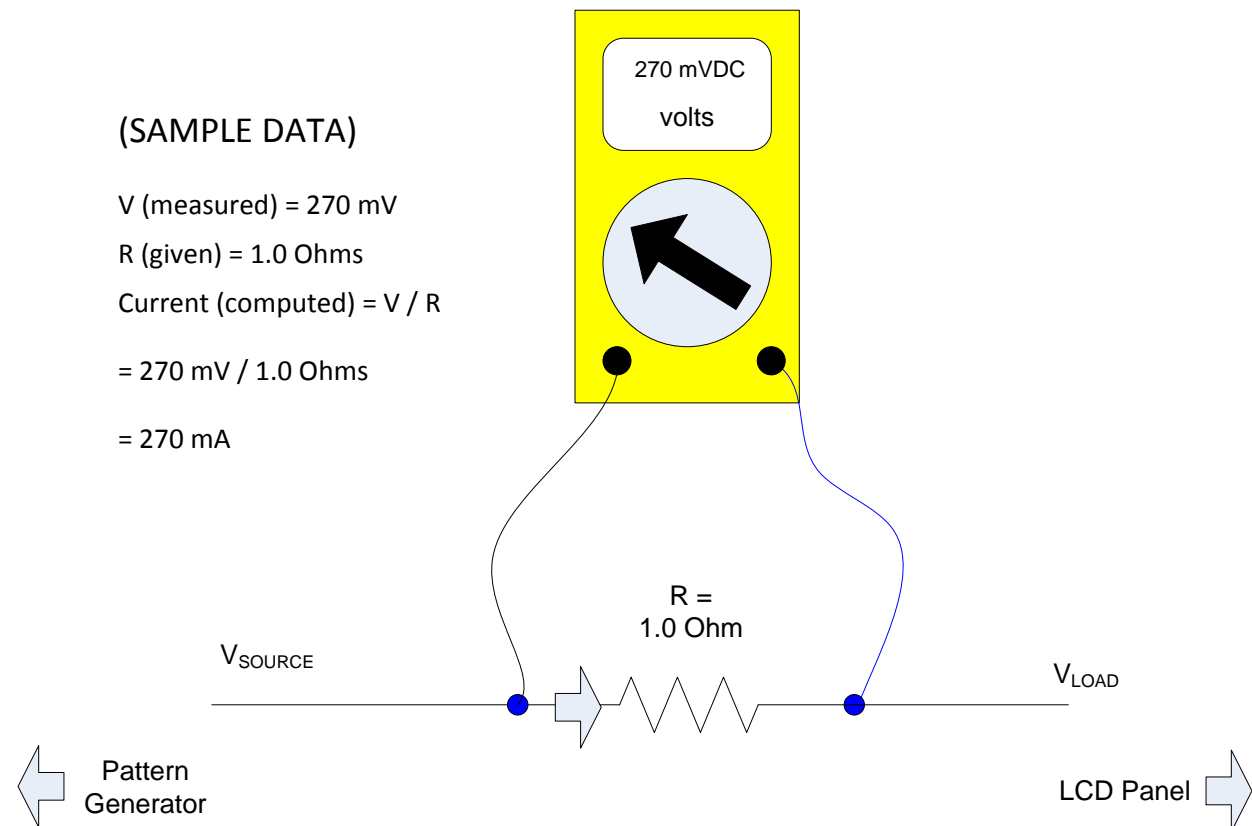 270 mVDC
volts
(SAMPLE DATA)
V (measured) = 270 mV
R (given) = 1.0 Ohms
Current (computed) = V / R
= 270 mV / 1.0 Ohms
= 270 mA
R =
1.0 Ohm
VSOURCE
VLOAD
Pattern
Generator
LCD Panel